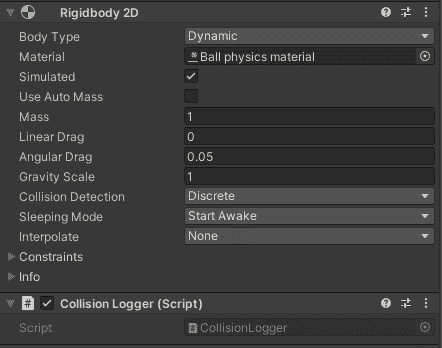 Rigidbody 2D
Body Type Dynamic
Material Ball physics material
Simulated
Use Auto Mass
Mass 1
Linear Drag 0
Angular Drag 0.05
Gravity Scale 1
Collision Detection Discrete
Sleeping Mode Start Awake
Interpolate None
Constraints
Info
# Collision Logger (Script)
Script CollisionLogger